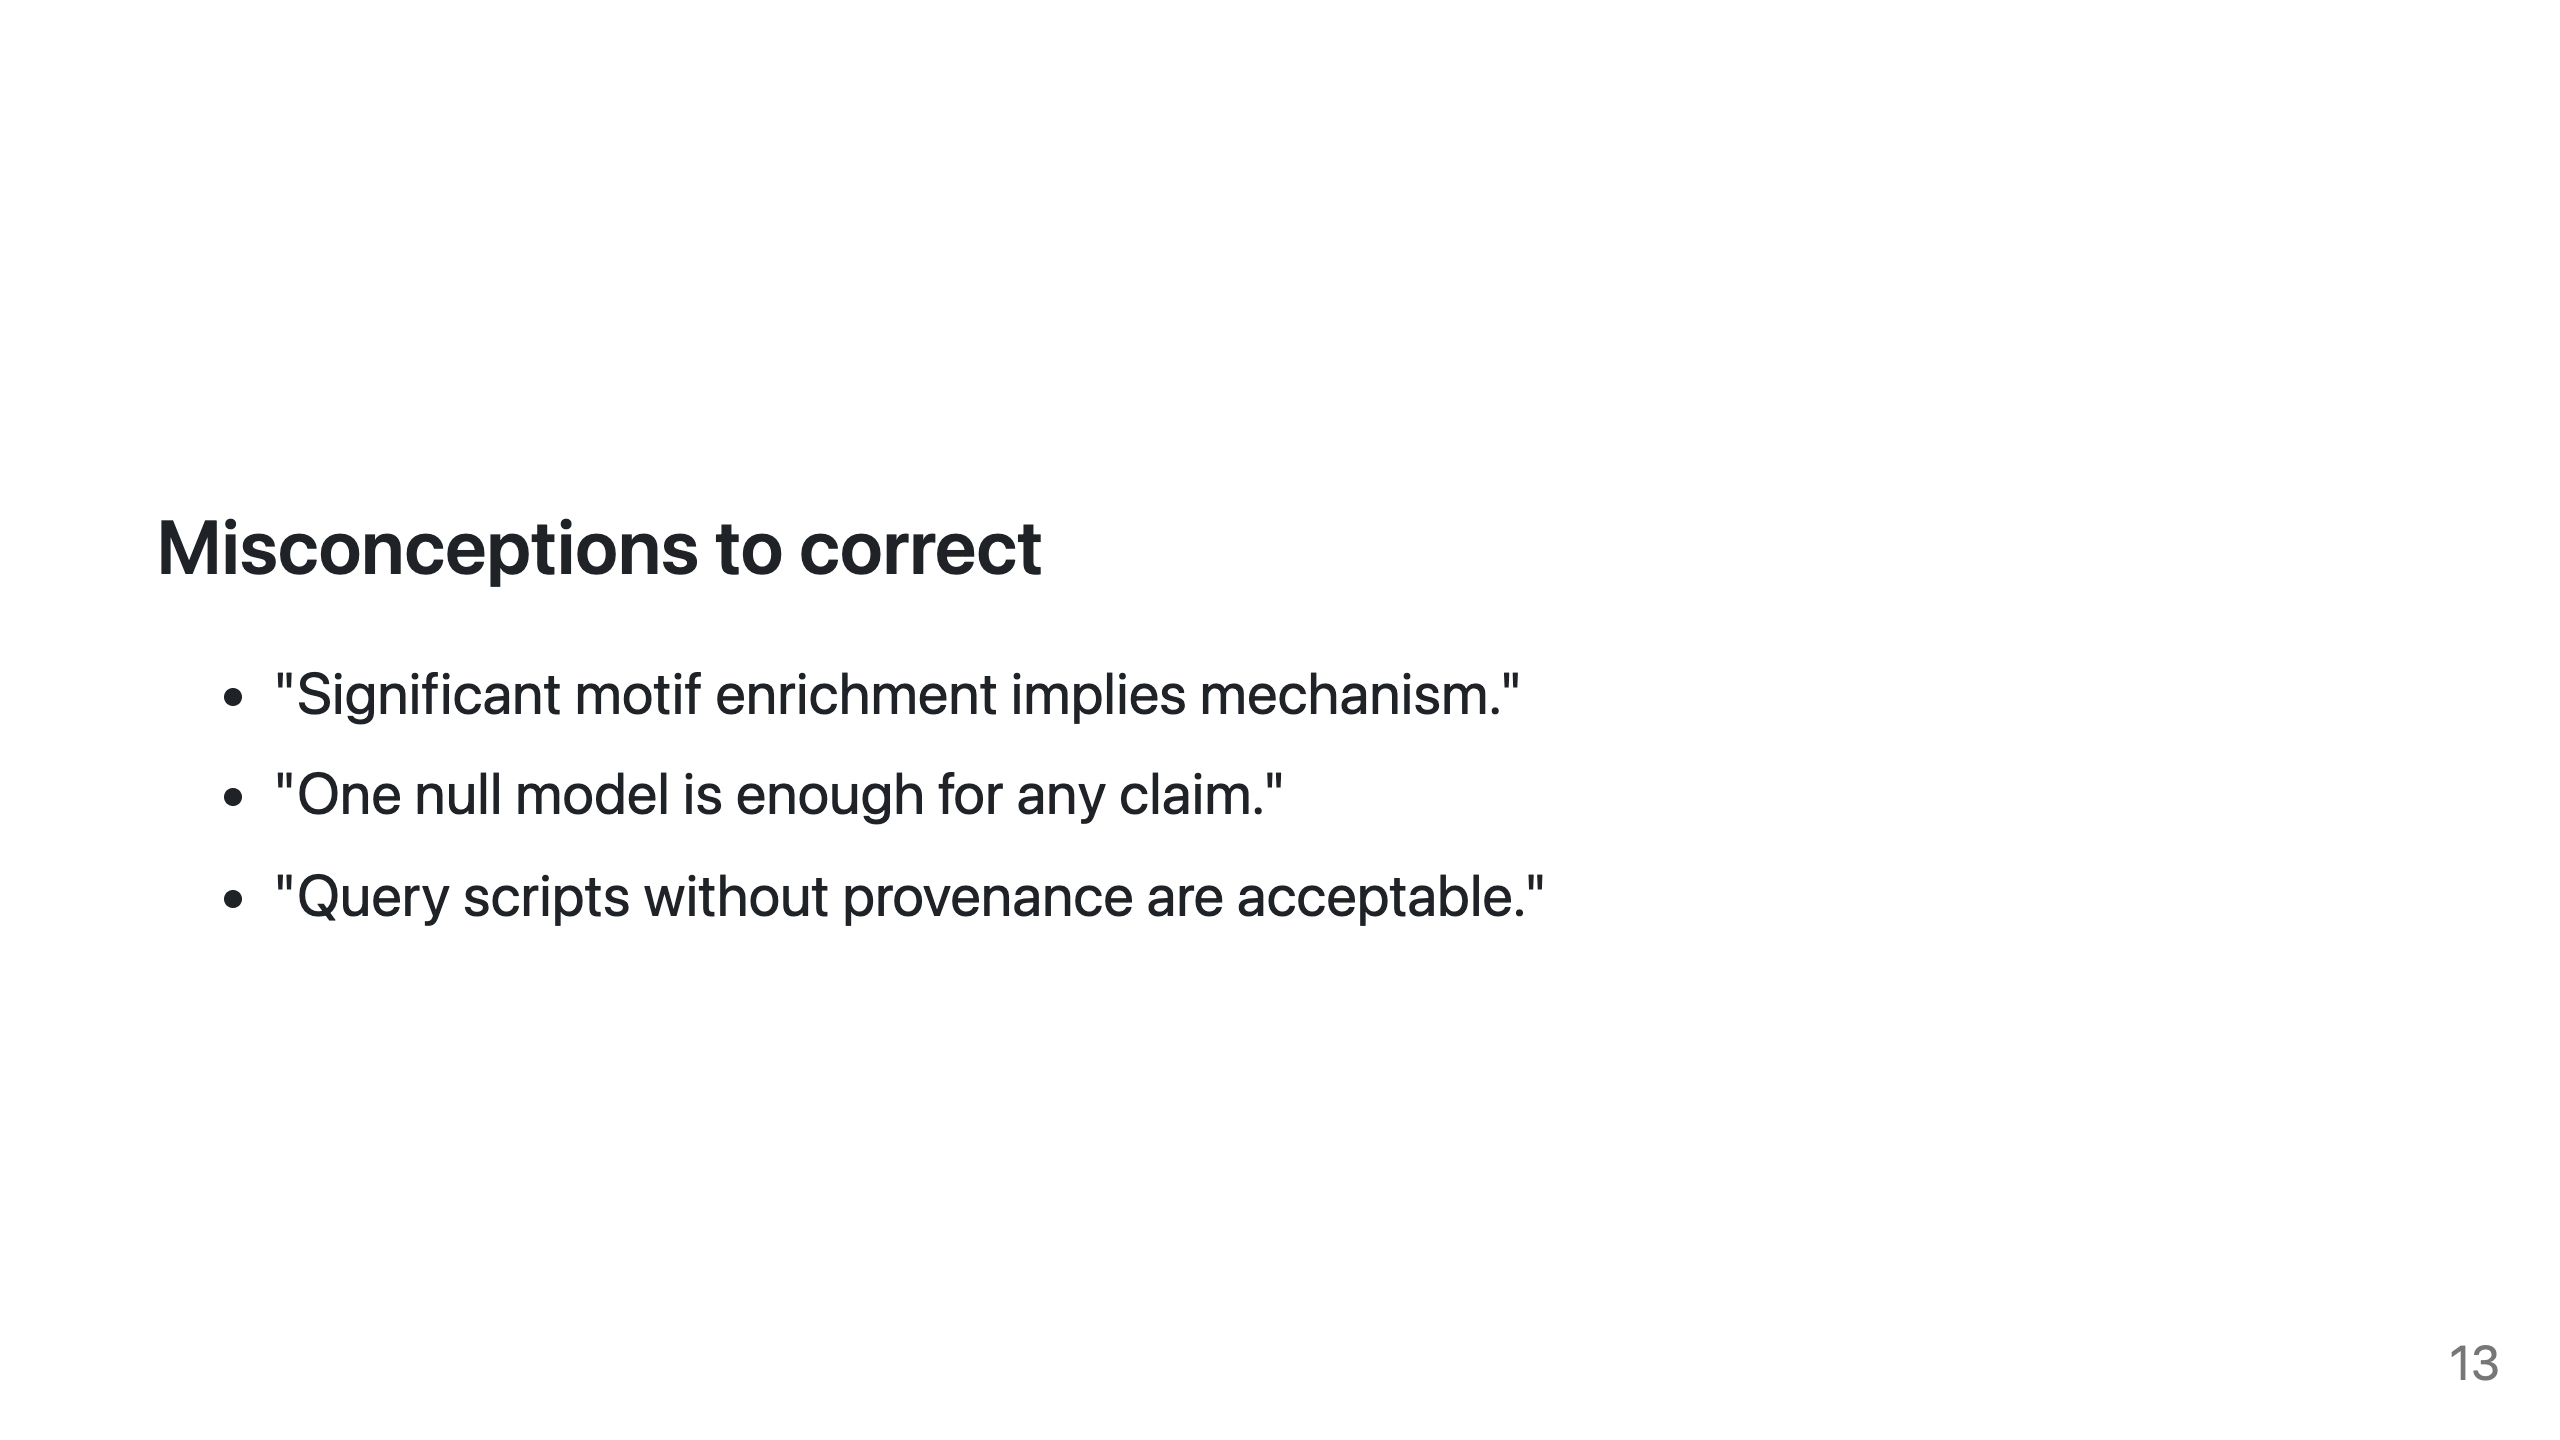 Misconceptions to correct
• "Significant motif enrichment implies mechanism."
• "One null model is enough for any claim."
• "Query scripts without provenance are acceptable."
13